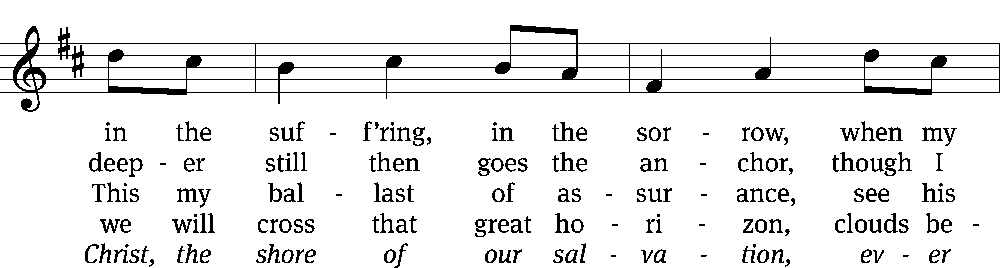 in the suf - f’ring, in the sor - row, when my
deep - er still then goes the an - chor, though I
This my bal - last of as - sur - ance, see his
we will cross that great ho - ri - zon, clouds be -
Christ, the shore of our sal - va - tion, ev - er